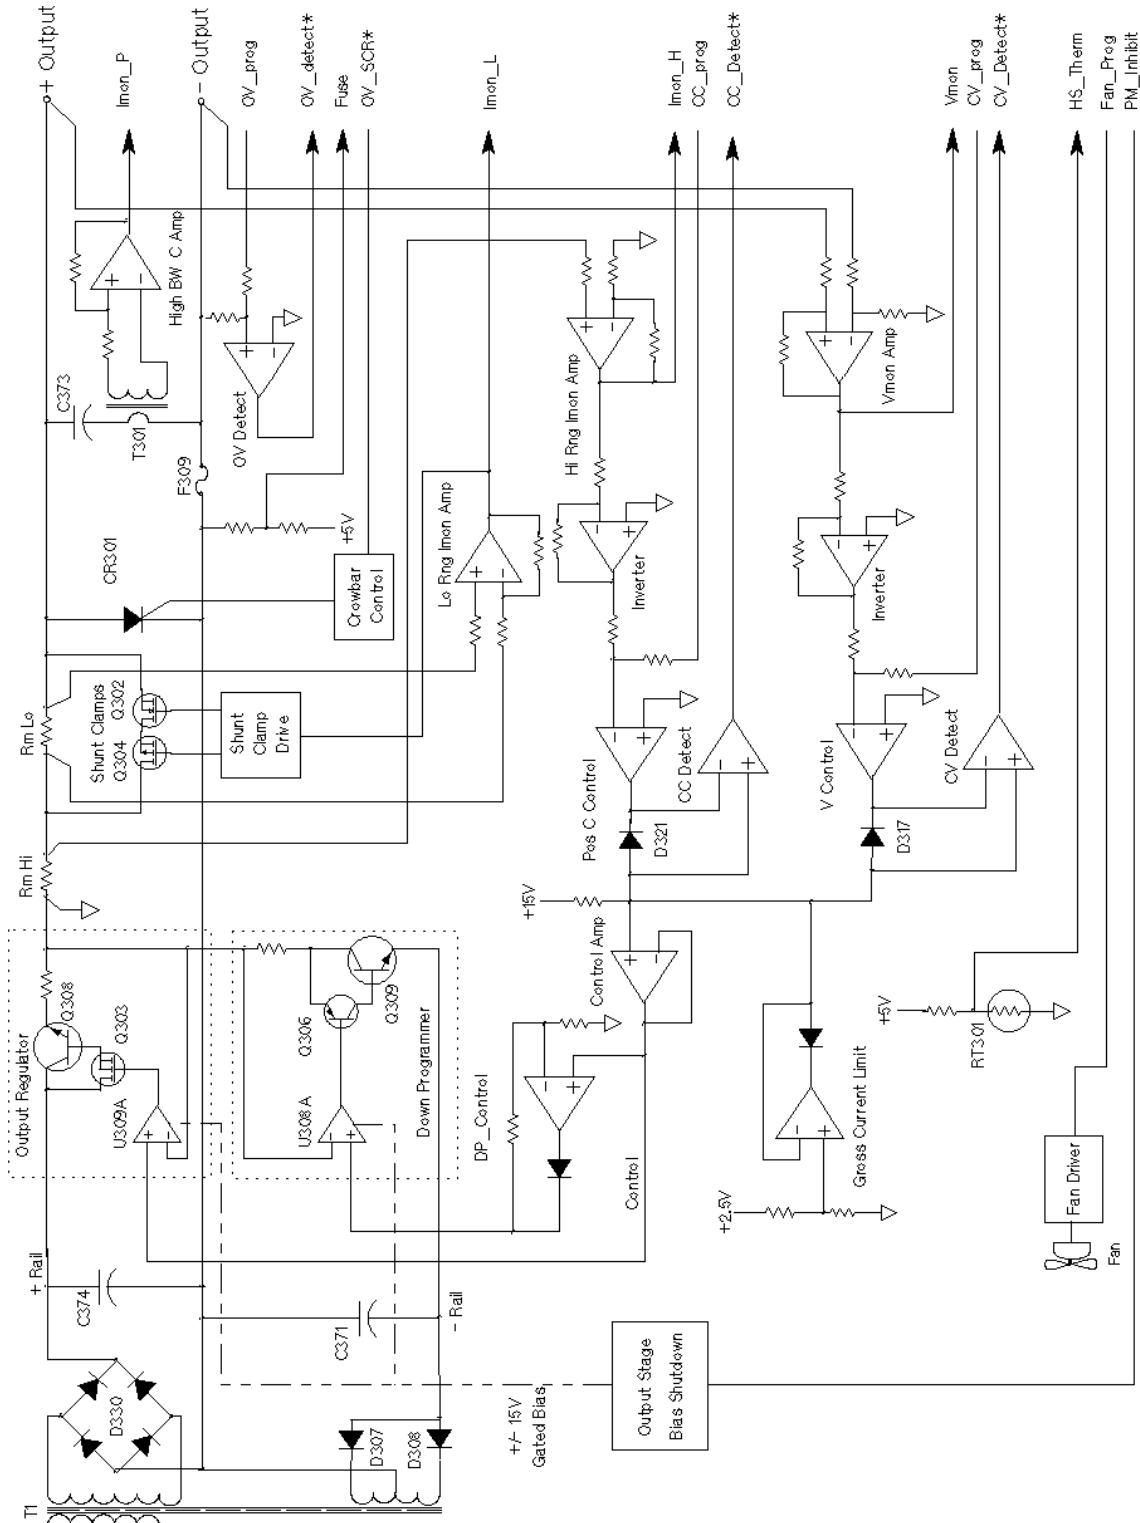 + Output
- Output
Imon_P
OV_prog
OV_detect*
Fuse
OV_SCR*
Imon_L
Imon_H
CC_prog
CC_Detect*
Vmon
CV_prog
CV_Detect*
HS_Therm
Fan_Prog
PM_Inhibit
C373
T301
High BW C Amp
+
-
F309
OV Detect
+
-
+5V
CR301
Crowbar
Control
Rm Lo
Shunt Clamps
Q304
Q302
Shunt
Clamp
Drive
Lo Rng Imon Amp
+
-
Hi Rng Imon Amp
+
-
Inverter
-
+
Vmon Amp
+
-
Inverter
-
+
Rm Hi
Pos C Control
-
+
CC Detect
-
+
D321
V Control
-
+
CV Detect
-
+
D317
+15V
Control Amp
+
-
Output Regulator
Q308
Q303
U309A
+
-
Q306
Q309
U308A
-
+
Down Programmer
DP_Control
-
+
Control
Gross Current Limit
-
+
+2.5V
+5V
RT301
Fan Driver
Fan
+ Rail
C374
C371
- Rail
D330
D307
D308
T1
+/- 15V
Gated Bias
Output Stage
Bias Shutdown